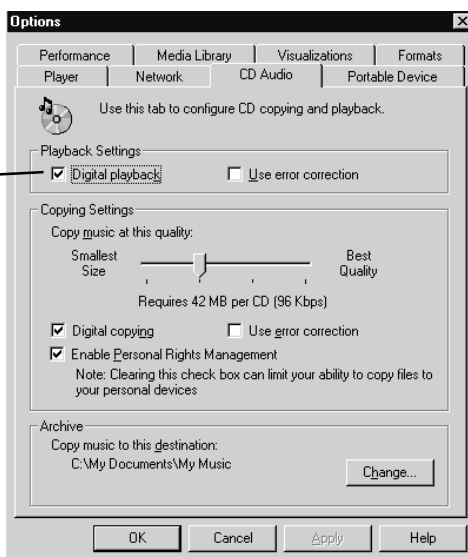 Options
Performance Media Library Visualizations Formats
Player Network CD Audio Portable Device
Use this tab to configure CD copying and playback.
Playback Settings
Digital playback Use error correction
Copying Settings
Copy music at this quality:
Smallest Size Best Quality
Requires 42 MB per CD (96 Kbps)
Digital copying Use error correction
Enable Personal Rights Management
Note: Clearing this check box can limit your ability to copy files to
your personal devices
Archive
Copy music to this destination:
C:\My Documents\My Music
Change...
OK Cancel Apply Help